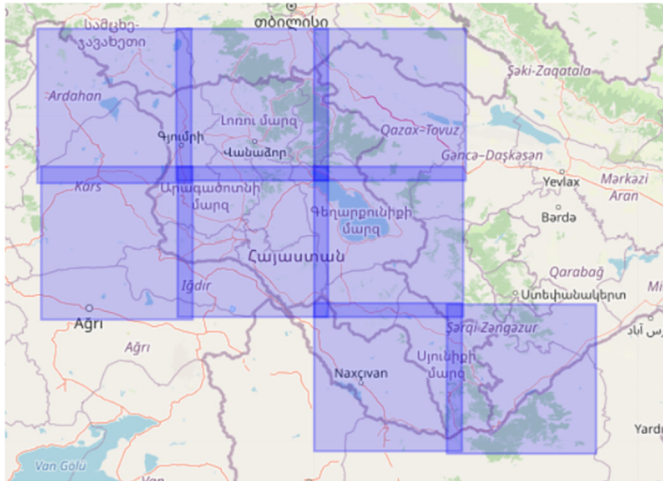 სამცხე-
ჯავახეთი
თბილისი
Şəki-Zaqatala
Ardahan
Գյումրի
Լոռու մարզ
Վանաձոր
Qazax-Tovuz
Gəncə-Daşkəsən
Yevlax
Mərkəzi
Aran
Kars
Արագածոտնի
մարզ
Գեղարքունիքի
մարզ
Bərdə
Հայաստան
Qarabağ
Iğdır
Ստեփանակերտ
Ağrı
Ağrı
Şərqi Zəngəzur
Սյունիքի
մարզ
Naxçıvan
Van Gölü
Van